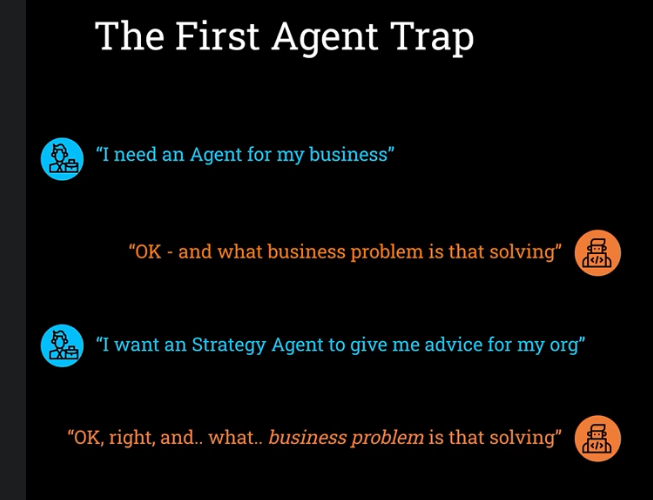 The First Agent Trap
“I need an Agent for my business”
“OK - and what business problem is that solving”
“I want an Strategy Agent to give me advice for my org”
“OK, right, and.. what.. business problem is that solving”